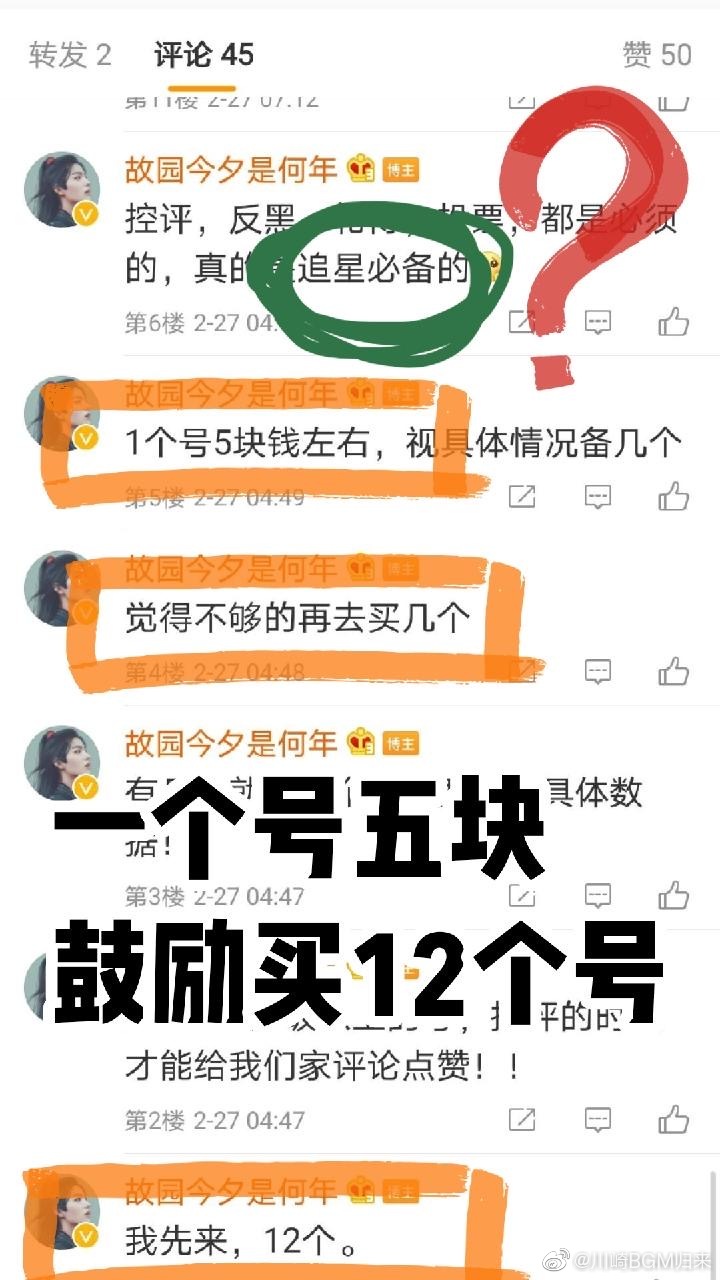 转发 2 评论 45 赞 50
第11楼 2-27 07:12
故园今夕是何年 博主
控评，反黑，投票，都是必须
的，真的是追星必备的
第6楼 2-27 04:
故园今夕是何年 博主
1个号5块钱左右，视具体情况备几个
第5楼 2-27 04:49
故园今夕是何年 博主
觉得不够的再去买几个
第4楼 2-27 04:48
故园今夕是何年 博主
具体数
据！
一个号五块
第3楼 2-27 04:47
鼓励买12个号
博主
评的时
才能给我们家评论点赞！！
第2楼 2-27 04:47
故园今夕是何年 博主
我先来，12个。
@川崎BGM归来